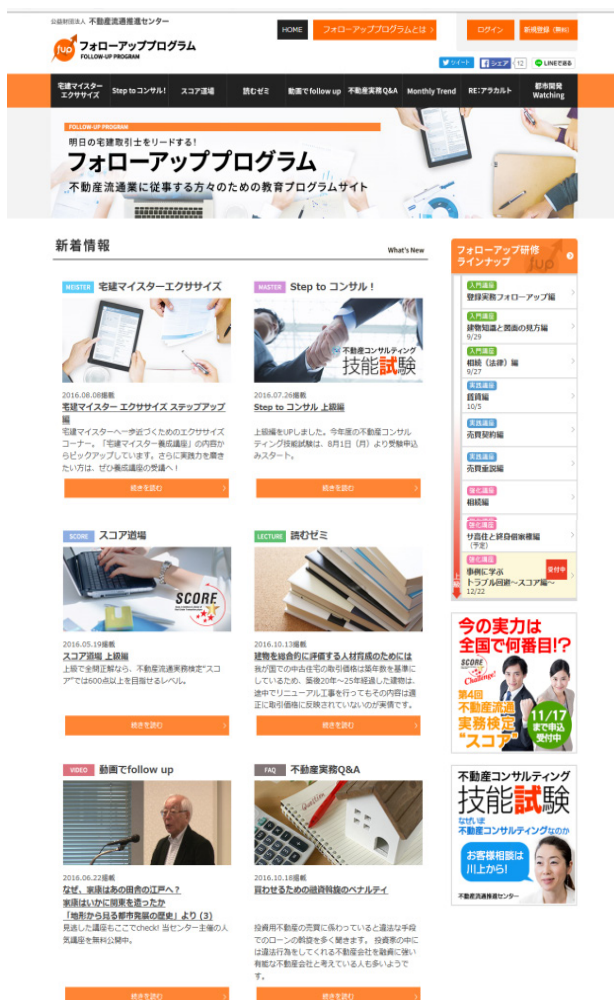 公益財団法人 不動産流通推進センター
fup フォローアッププログラム
FOLLOW-UP PROGRAM
HOME
フォローアッププログラムとは
ログイン
新規登録(無料)
ツイート
シェア 12
LINEで送る
宅建マイスター
エクササイズ
Step toコンサル!
スコア道場
読むゼミ
動画でfollow up
不動産実務Q&A
Monthly Trend
RE:アラカルト
都市開発
Watching
FOLLOW-UP PROGRAM
明日の宅建取引士をリードする!
フォローアッププログラム
不動産流通業に従事する方々のための教育プログラムサイト
新着情報
What's New
MEISTER 宅建マイスターエクササイズ
2016.08.08掲載
宅建マイスター エクササイズ ステップアップ
編
宅建マイスターへ一歩近づくためのエクササイズ
コーナー。「宅建マイスター養成講座」の内容か
らピックアップしています。さらに実践力を磨き
たい方は、ぜひ養成講座の受講へ!
続きを読む
MASTER Step to コンサル!
不動産コンサルティング
技能試験
2016.07.26掲載
Step to コンサル 上級編
上級編をUPしました。今年度の不動産コンサル
ティング技能試験は、8月1日(月)より受験申込
みスタート。
続きを読む
SCORE スコア道場
SCORE
2016.05.19掲載
スコア道場 上級編
上級で全問正解なら、不動産流通実務検定“スコ
ア”では600点以上を目指せるレベル。
続きを読む
LECTURE 読むゼミ
2016.10.13掲載
建物を総合的に評価する人材育成のためには
我が国での中古住宅の取引価格は築年数を基準に
しているため、築後20年~25年経過した建物は、
途中でリニューアル工事を行ってもその内容は適
正に取引価格に反映されていないのが実情です。
続きを読む
VIDEO 動画でfollow up
2016.06.22掲載
なぜ、家康はあの田舎の江戸へ?
家康はいかに関東を造ったか
「地形から見る都市発展の歴史」より(3)
見逃した講座もここでcheck! 当センター主催の人
気講座を無料公開中。
続きを読む
FAQ 不動産実務Q&A
Question
2016.10.18掲載
買わせるための融資斡旋のペナルティ
投資用不動産の売買に係わっていると違法な手段
でのローンの斡旋を多く聞きます。 投資家の中に
は違法行為をしてくれる不動産会社を融資に強い
有能な不動産会社と考えている人も多いようで
す。
続きを読む
フォローアップ研修
ラインナップ
fup
入門講座
登録実務フォローアップ編
入門講座
建物知識と図面の見方編
9/29
入門講座
相続(法律)編
9/27
実践講座
賃貸編
10/5
実践講座
売買契約編
実践講座
売買重説編
強化講座
相続編
強化講座
サ高住と終身借家権編
(予定)
強化講座
事例に学ぶ
トラブル回避~スコア編~
12/22
受付中
上級
今の実力は
全国で何番目!?
SCORE
Challenge!
第4回
不動産流通
実務検定
“スコア”
11/17
まで申込
受付中
不動産コンサルティング
技能試験
なぜいま
不動産コンサルティングなのか
お客様相談は
川上から!
不動産流通推進センター